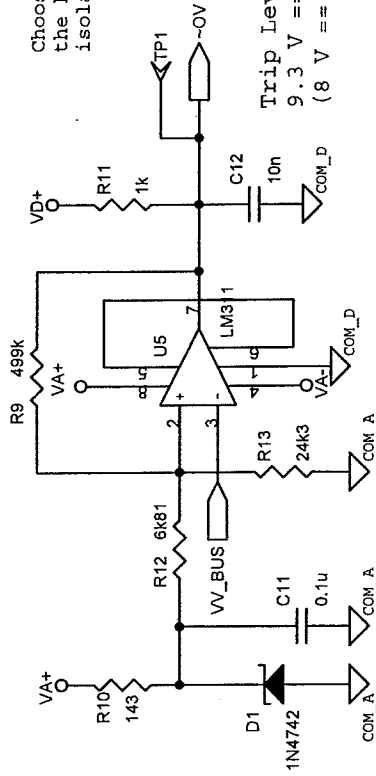 Choos
the
isola
TP1
~OV
Trip Lev
9.3 V ==
(8 V ==
VD+
R11
1k
C12
10n
COM_D
R9
499k
VA+
U5
LM311
7
5
8
6
1
4
2
3
+
-
VA-
COM_D
R12
6k81
VV_BUS
R13
24k3
COM A
VA+
R10
143
C11
0.1u
COM A
D1
1N4742
COM A